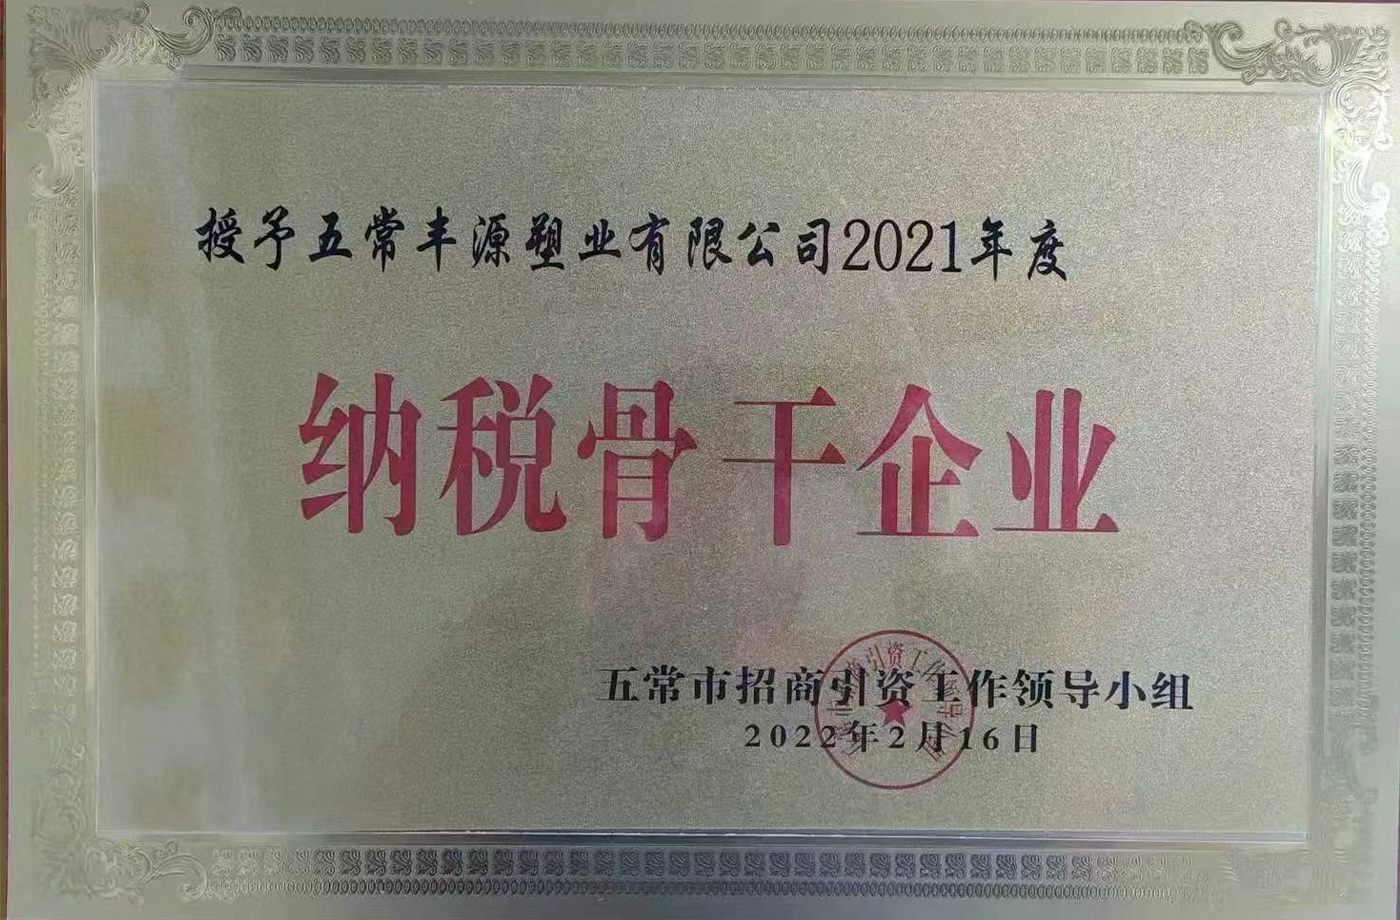 授予五常丰源塑业有限公司2021年度
纳税骨干企业
五常市招商引资工作领导小组
2022年2月16日